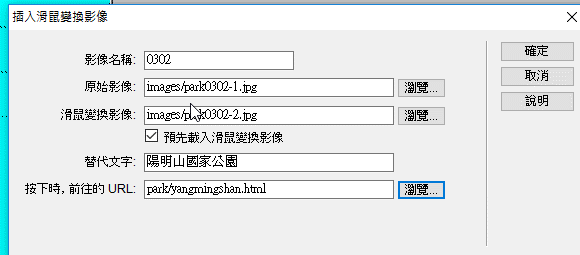 插入滑鼠變換影像
影像名稱: 0302
原始影像: images/park0302-1.jpg 瀏覽...
滑鼠變換影像: images/park0302-2.jpg 瀏覽...
預先載入滑鼠變換影像
替代文字: 陽明山國家公園
按下時, 前往的 URL: park/yangmingshan.html 瀏覽...
確定
取消
說明